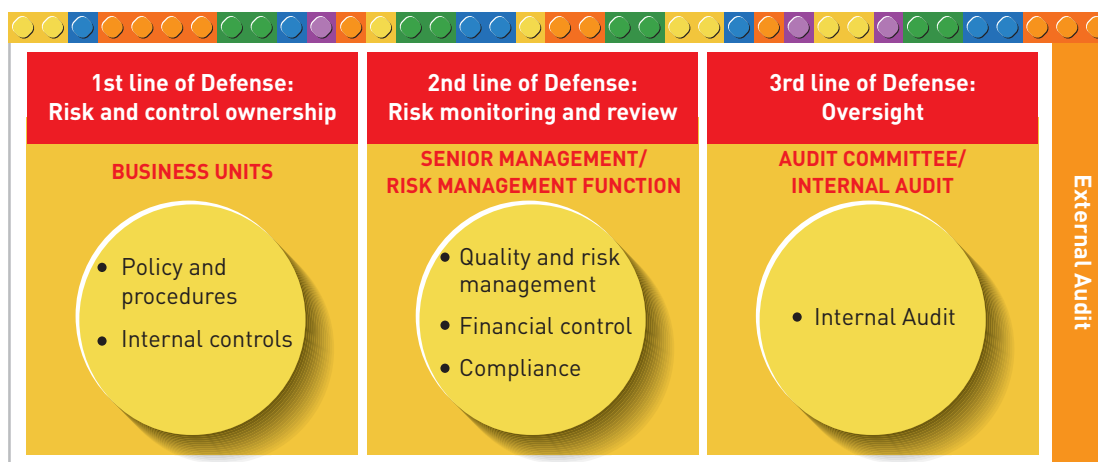 1st line of Defense:
Risk and control ownership
BUSINESS UNITS
• Policy and
procedures
• Internal controls
2nd line of Defense:
Risk monitoring and review
SENIOR MANAGEMENT/
RISK MANAGEMENT FUNCTION
• Quality and risk
management
• Financial control
• Compliance
3rd line of Defense:
Oversight
AUDIT COMMITTEE/
INTERNAL AUDIT
• Internal Audit
External Audit